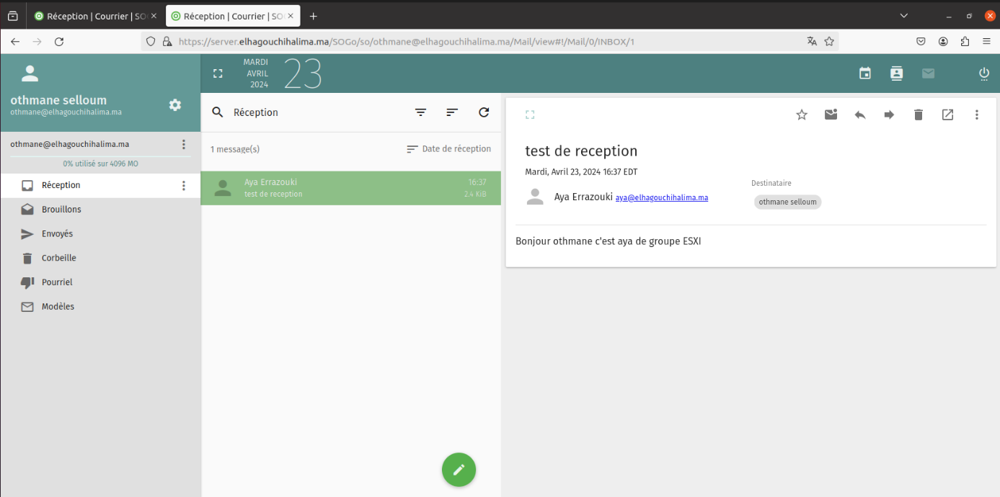 Réception | Courrier | SO
Réception | Courrier | SO
https://server.elhagouchihalima.ma/SOGo/so/othmane@elhagouchihalima.ma/Mail/view#!/Mail/0/INBOX/1
othmane selloum
othmane@elhagouchihalima.ma
MARDI
AVRIL
2024
23
othmane@elhagouchihalima.ma
0% utilisé sur 4096 MO
Réception
Brouillons
Envoyés
Corbeille
Pourriel
Modèles
Réception
1 message(s)
Date de réception
Aya Errazouki
16:37
test de reception
2.4 KiB
test de reception
Mardi, Avril 23, 2024 16:37 EDT
Aya Errazouki aya@elhagouchihalima.ma
Destinataire
othmane selloum
Bonjour othmane c'est aya de groupe ESXI